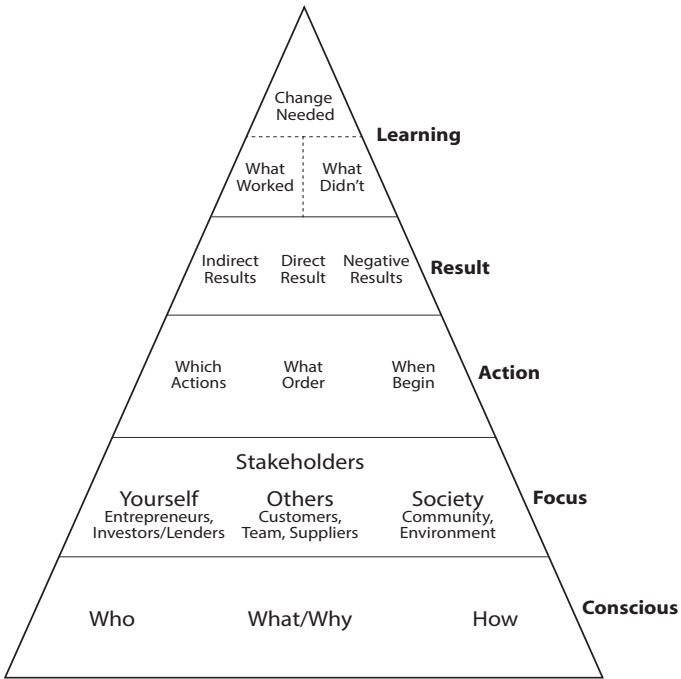 Change
Needed
Learning
What
Worked
What
Didn’t
Indirect
Results
Direct
Result
Negative
Results
Result
Which
Actions
What
Order
When
Begin
Action
Stakeholders
Yourself
Entrepreneurs,
Investors/Lenders
Others
Customers,
Team, Suppliers
Society
Community,
Environment
Focus
Who
What/Why
How
Conscious